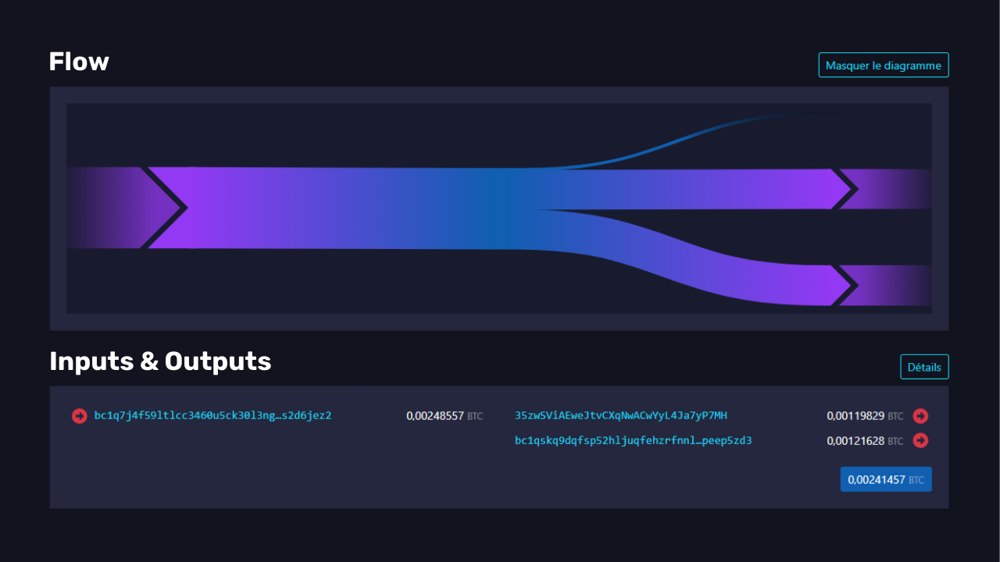 Flow
Masquer le diagramme
Inputs & Outputs
Détails
bc1q7j4f59ltlcc3460u5ck30l3ng…s2d6jez2 0,00248557 BTC
35zwSViAEweJtvCXqNwACwYyL4Ja7yP7MH 0,00119829 BTC
bc1qskq9dqfsp52hljuqfehzrfnnl…peep5zd3 0,00121628 BTC
0,00241457 BTC